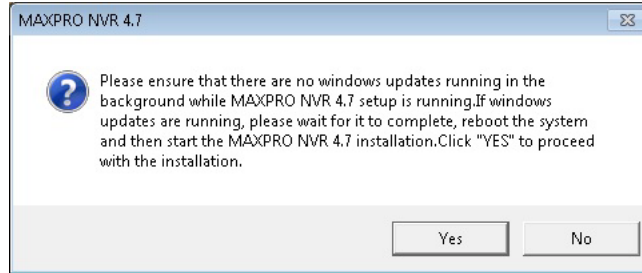 MAXPRO NVR 4.7
Please ensure that there are no windows updates running in the
background while MAXPRO NVR 4.7 setup is running.If windows
updates are running, please wait for it to complete, reboot the system
and then start the MAXPRO NVR 4.7 installation.Click "YES" to proceed
with the installation.
Yes No